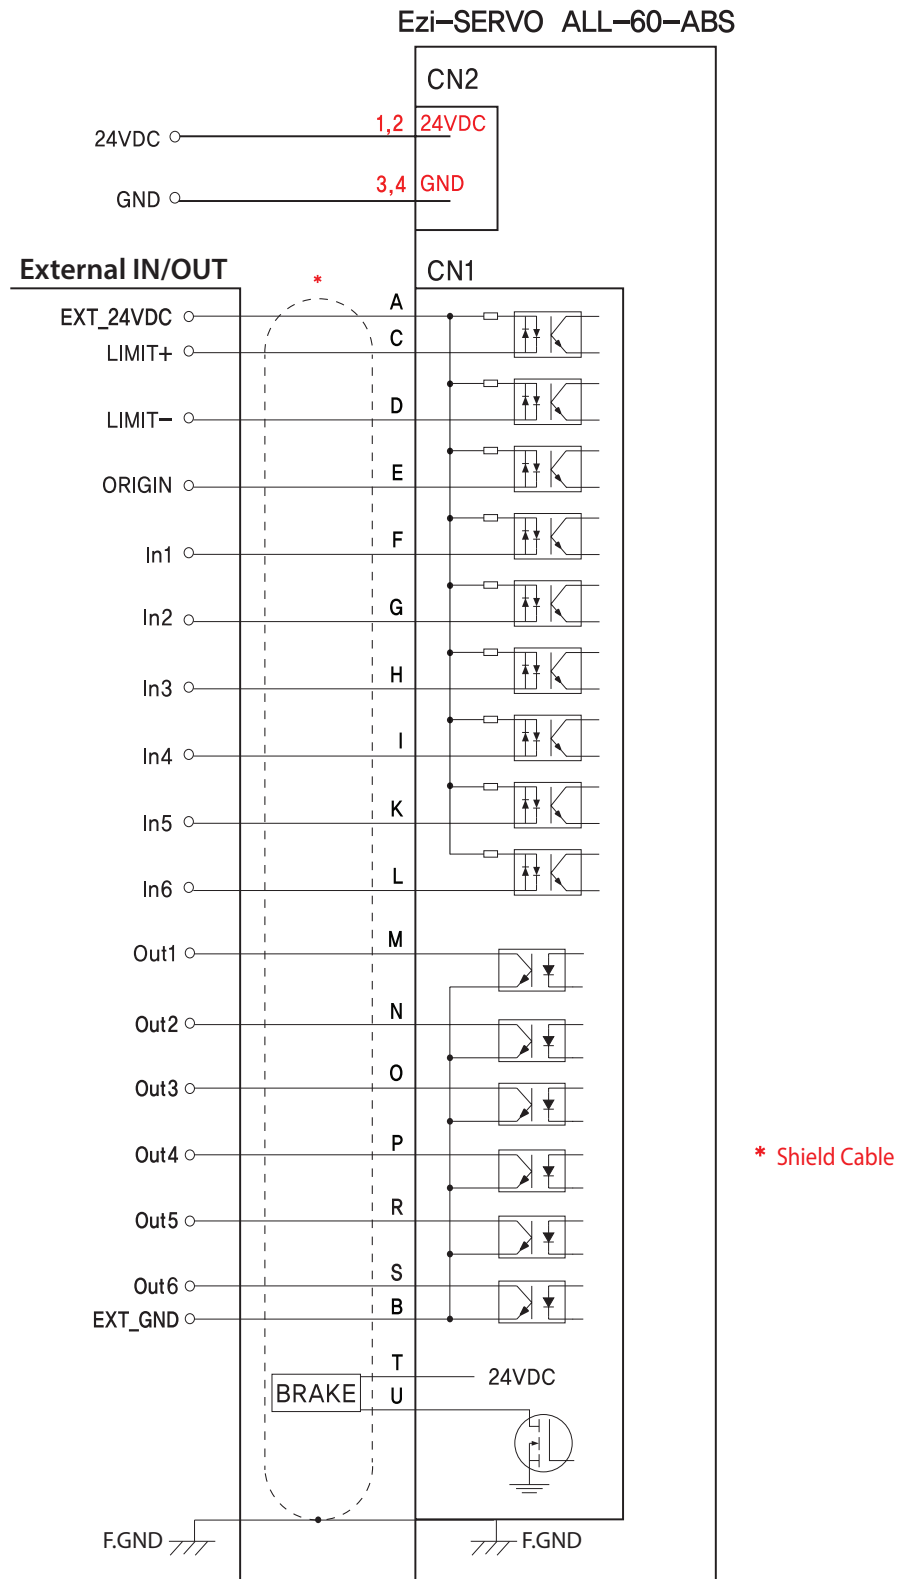 Ezi-SERVO ALL-60-ABS
CN2
24VDC 1,2 24VDC
GND 3,4 GND
External IN/OUT * CN1
EXT_24VDC A
LIMIT+ C
LIMIT- D
ORIGIN E
In1 F
In2 G
In3 H
In4 I
In5 K
In6 L
Out1 M
Out2 N
Out3 O
Out4 P
* Shield Cable
Out5 R
Out6 S
EXT_GND B
T 24VDC
BRAKE U
F.GND F.GND